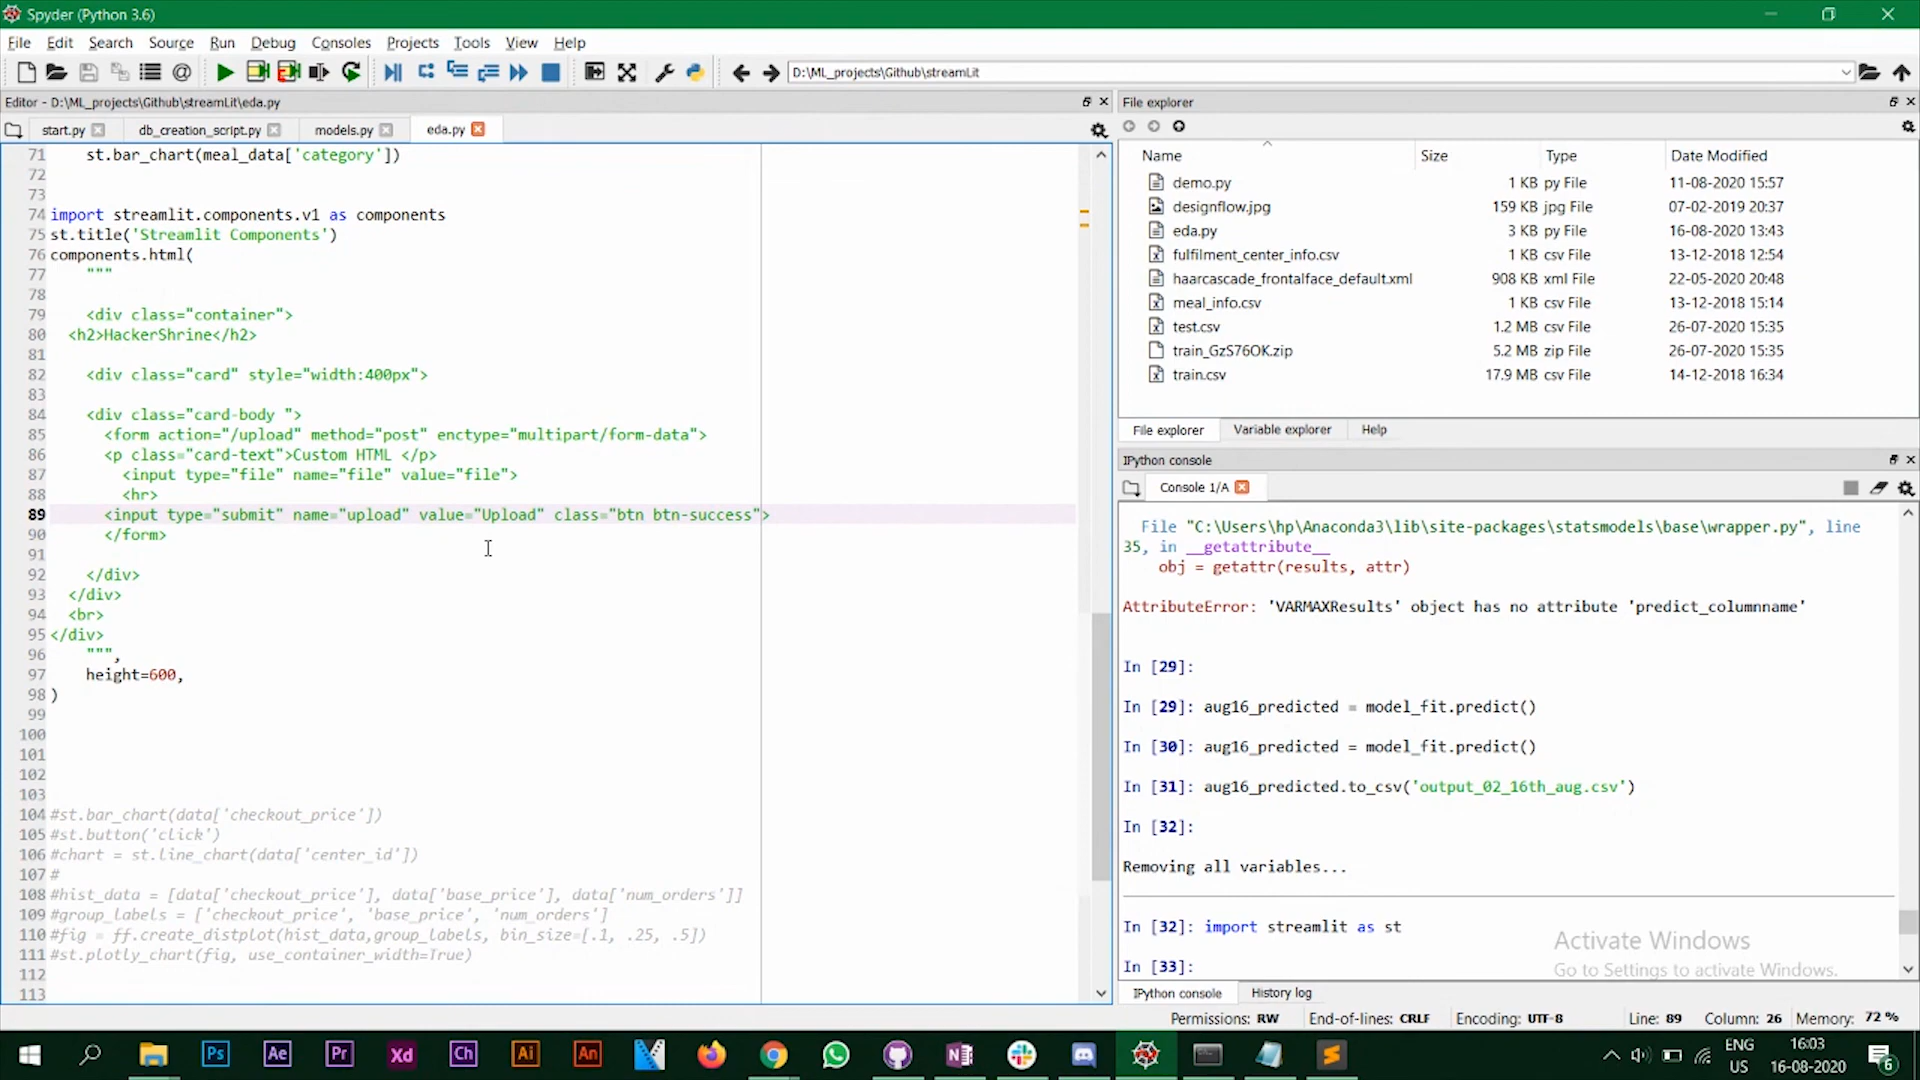 Spyder (Python 3.6)
File Edit Search Source Run Debug Consoles Projects Tools View Help
D:\ML_projects\Github\streamLit
Editor - D:\ML_projects\Github\streamLit\eda.py
start.py db_creation_script.py models.py eda.py
71 st.bar_chart(meal_data['category'])
72
73
74 import streamlit.components.v1 as components
75 st.title('Streamlit Components')
76 components.html(
77 """
78
79 <div class="container">
80 <h2>HackerShrine</h2>
81
82 <div class="card" style="width:400px">
83
84 <div class="card-body ">
85 <form action="/upload" method="post" enctype="multipart/form-data">
86 <p class="card-text">Custom HTML </p>
87 <input type="file" name="file" value="file">
88 <hr>
89 <input type="submit" name="upload" value="Upload" class="btn btn-success">
90 </form>
91
92 </div>
93 </div>
94 <br>
95 </div>
96 """,
97 height=600,
98 )
99
100
101
102
103
104 #st.bar_chart(data['checkout_price'])
105 #st.button('click')
106 #chart = st.line_chart(data['center_id'])
107 #
108 #hist_data = [data['checkout_price'], data['base_price'], data['num_orders']]
109 #group_labels = ['checkout_price', 'base_price', 'num_orders']
110 #fig = ff.create_distplot(hist_data,group_labels, bin_size=[.1, .25, .5])
111 #st.plotly_chart(fig, use_container_width=True)
112
113
File explorer
Name Size Type Date Modified
demo.py 1 KB py File 11-08-2020 15:57
designflow.jpg 159 KB jpg File 07-02-2019 20:37
eda.py 3 KB py File 16-08-2020 13:43
fulfilment_center_info.csv 1 KB csv File 13-12-2018 12:54
haarcascade_frontalface_default.xml 908 KB xml File 22-05-2020 20:48
meal_info.csv 1 KB csv File 13-12-2018 15:14
test.csv 1.2 MB csv File 26-07-2020 15:35
train_GzS76OK.zip 5.2 MB zip File 26-07-2020 15:35
train.csv 17.9 MB csv File 14-12-2018 16:34
File explorer Variable explorer Help
IPython console
Console 1/A
File "C:\Users\hp\Anaconda3\lib\site-packages\statsmodels\base\wrapper.py", line
35, in __getattribute__
obj = getattr(results, attr)
AttributeError: 'VARMAXResults' object has no attribute 'predict_columnname'
In [29]:
In [29]: aug16_predicted = model_fit.predict()
In [30]: aug16_predicted = model_fit.predict()
In [31]: aug16_predicted.to_csv('output_02_16th_aug.csv')
In [32]:
Removing all variables...
In [32]: import streamlit as st
In [33]:
Activate Windows
Go to Settings to activate Windows.
IPython console History log
Permissions: RW End-of-lines: CRLF Encoding: UTF-8 Line: 89 Column: 26 Memory: 72 %
Ps Ae Pr Xd Ch Ai An
ENG
US
16:03
16-08-2020
6